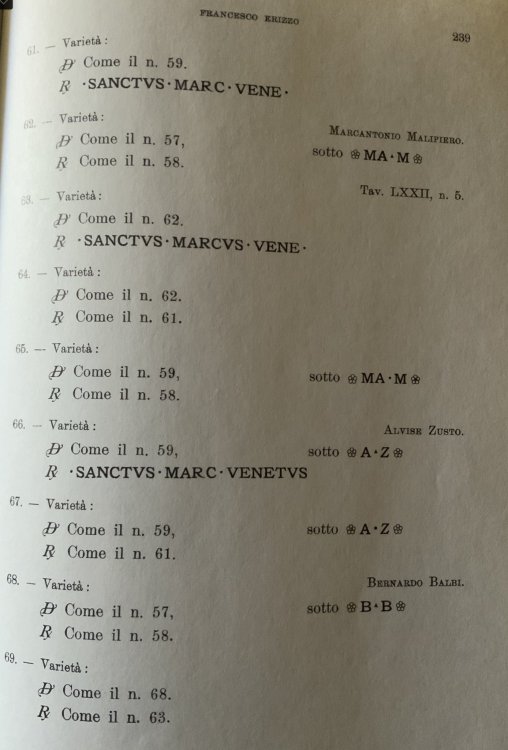 FRANCESCO ERIZZO 239
61. — Varietà:
D' Come il n. 59.
R. ·SANCTVS·MARC·VENE·
62. — Varietà: MARCANTONIO MALIPIERO.
D' Come il n. 57, sotto ❀ MA·M ❀
R. Come il n. 58.
63. — Varietà: Tav. LXXII, n. 5.
D' Come il n. 62.
R. ·SANCTVS·MARCVS·VENE·
64. — Varietà:
D' Come il n. 62.
R. Come il n. 61.
65. — Varietà:
D' Come il n. 59, sotto ❀ MA·M ❀
R. Come il n. 58.
66. — Varietà: ALVISE ZUSTO.
D' Come il n. 59, sotto ❀ A▴Z ❀
R. ·SANCTVS·MARC·VENETVS
67. — Varietà:
D' Come il n. 59, sotto ❀ A·Z ❀
R. Come il n. 61.
68. — Varietà: BERNARDO BALBI.
D' Come il n. 57, sotto ❀ B▴B ❀
R. Come il n. 58.
69. — Varietà:
D' Come il n. 68.
R. Come il n. 63.